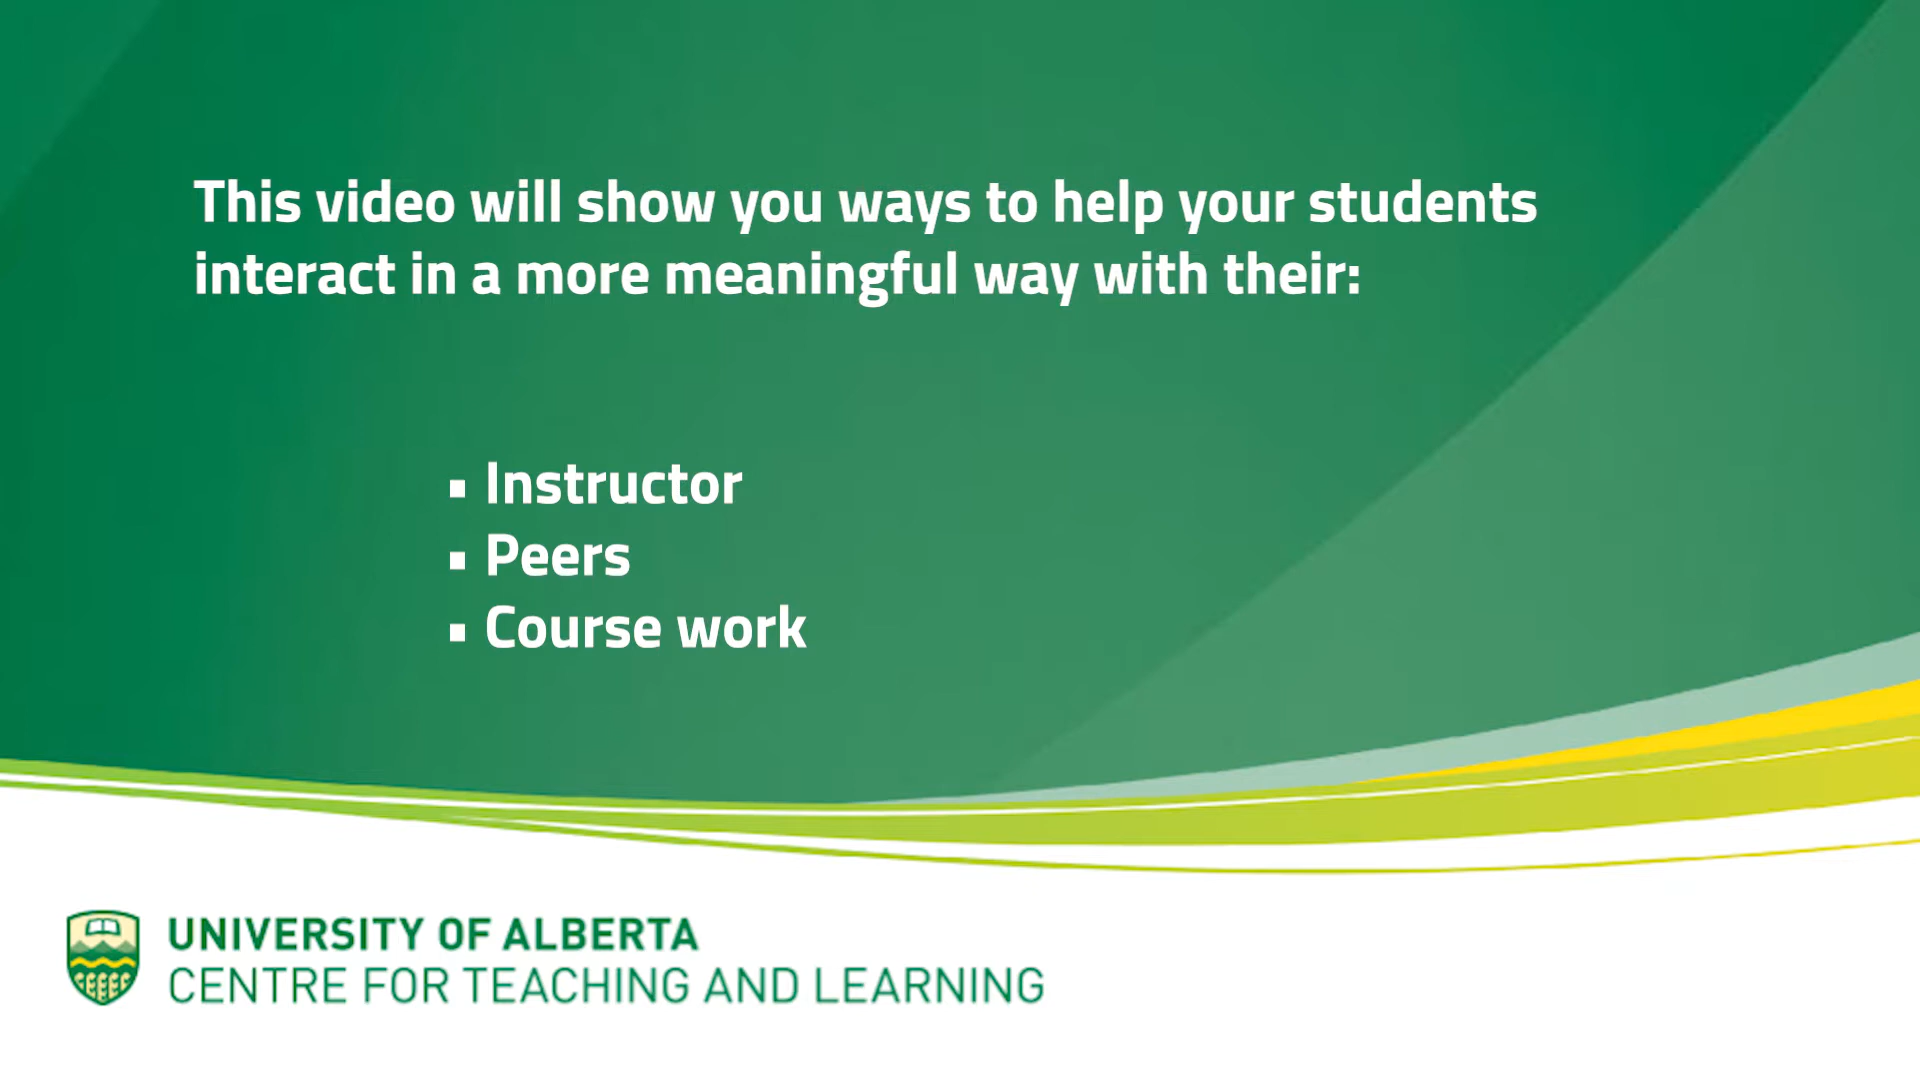 This video will show you ways to help your students
interact in a more meaningful way with their:
▪ Instructor
▪ Peers
▪ Course work
UNIVERSITY OF ALBERTA
CENTRE FOR TEACHING AND LEARNING